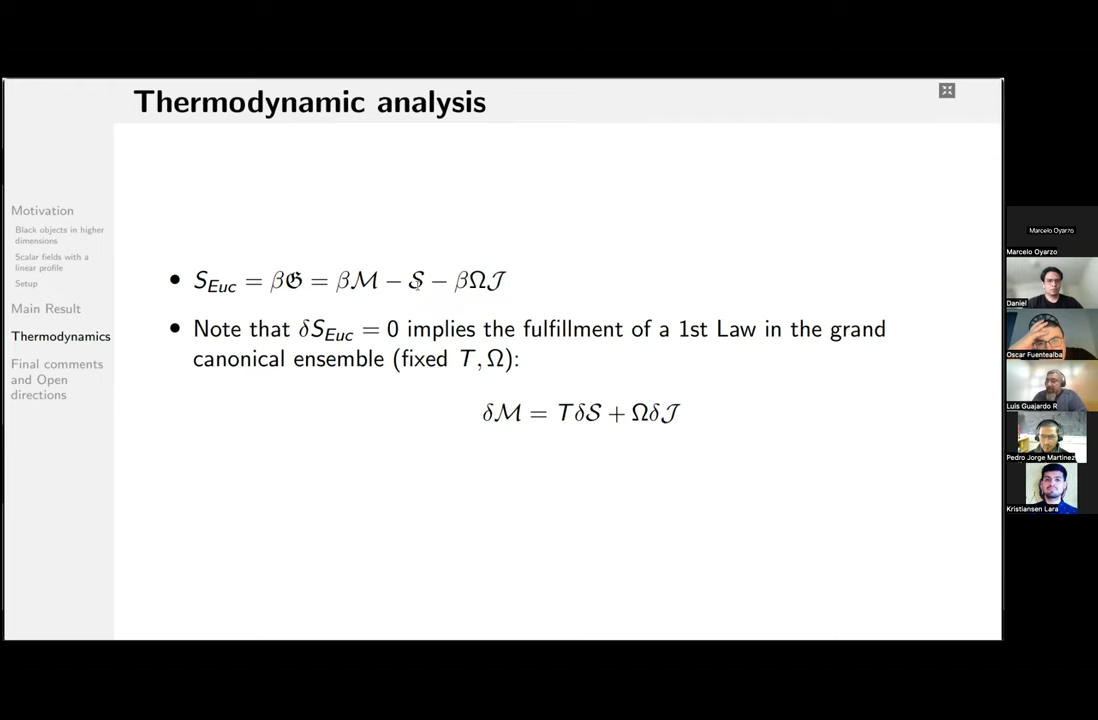 Thermodynamic analysis
Motivation
Black objects in higher
dimensions
Scalar fields with a
linear profile
Setup
Main Result
Thermodynamics
Final comments
and Open
directions
• S_Euc = β𝔊 = βℳ − 𝒮 − βΩ𝒥
• Note that δS_Euc = 0 implies the fulfillment of a 1st Law in the grand
canonical ensemble (fixed T, Ω):
δℳ = Tδ𝒮 + Ωδ𝒥
Marcelo Oyarzo
Marcelo Oyarzo
Daniel
Oscar Fuentealba
Luis Guajardo R
Pedro Jorge Martinez
Kristiansen Lara